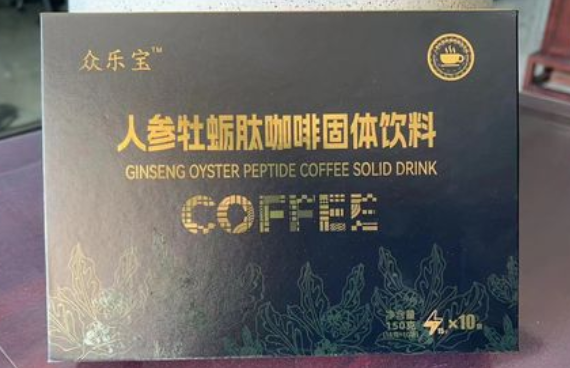 众乐宝™
人参牡蛎肽咖啡固体饮料
GINSENG OYSTER PEPTIDE COFFEE SOLID DRINK
COFFEE
净含量
150克
×10